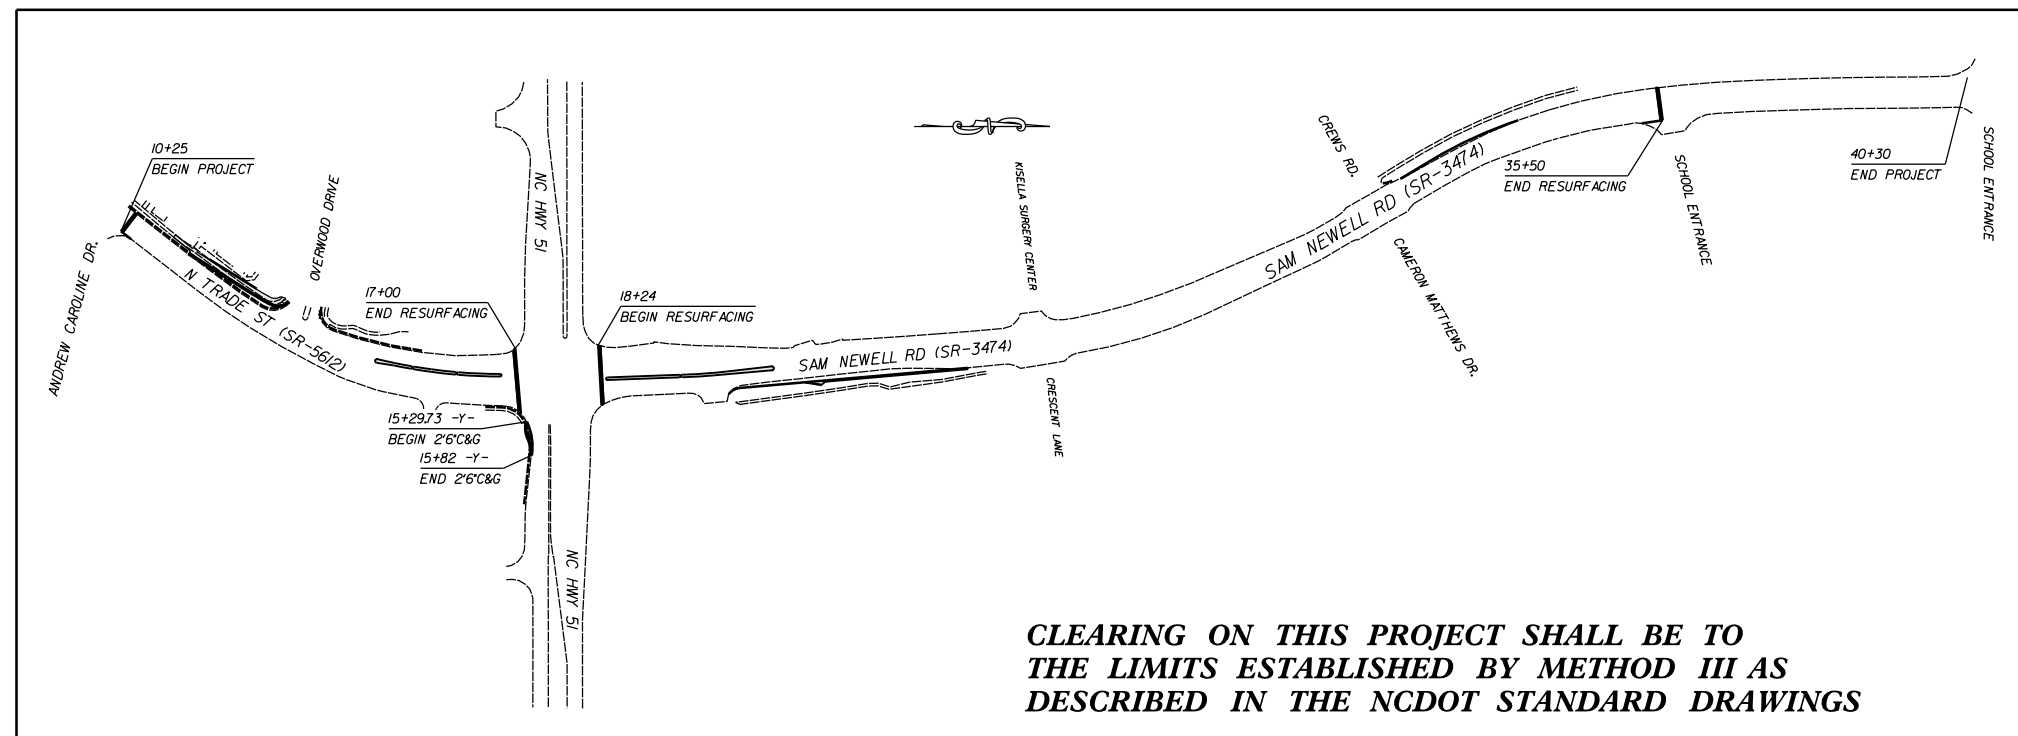 10+25
BEGIN PROJECT
ANDREW CAROLINE DR.
N TRADE ST (SR-5612)
OVERWOOD DRIVE
17+00
END RESURFACING
NC HWY 51
18+24
BEGIN RESURFACING
15+29.73 -Y-
BEGIN 2'6"C&G
15+82 -Y-
END 2'6"C&G
NC HWY 51
SAM NEWELL RD (SR-3474)
KISELLA SURGERY CENTER
CRESCENT LANE
SAM NEWELL RD (SR-3474)
CREWS RD.
CAMERON MATTHEWS DR.
35+50
END RESURFACING
SCHOOL ENTRANCE
40+30
END PROJECT
SCHOOL ENTRANCE
CLEARING ON THIS PROJECT SHALL BE TO
THE LIMITS ESTABLISHED BY METHOD III AS
DESCRIBED IN THE NCDOT STANDARD DRAWINGS